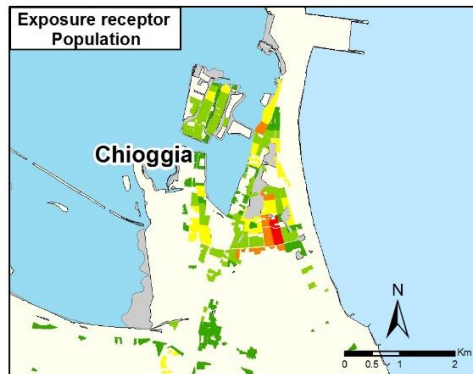 Exposure receptor
Population
Chioggia
N
Km
0 0.5 1 2